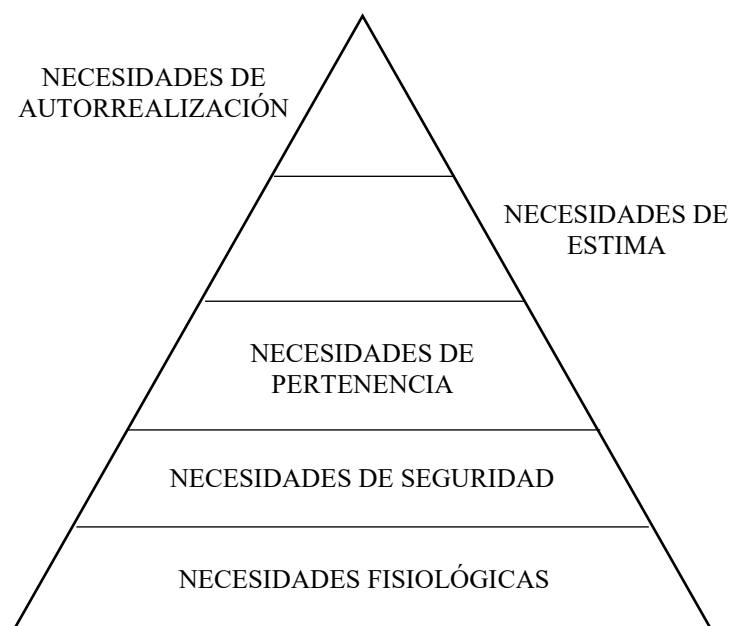 NECESIDADES DE
AUTORREALIZACIÓN
NECESIDADES DE
ESTIMA
NECESIDADES DE
PERTENENCIA
NECESIDADES DE SEGURIDAD
NECESIDADES FISIOLÓGICAS